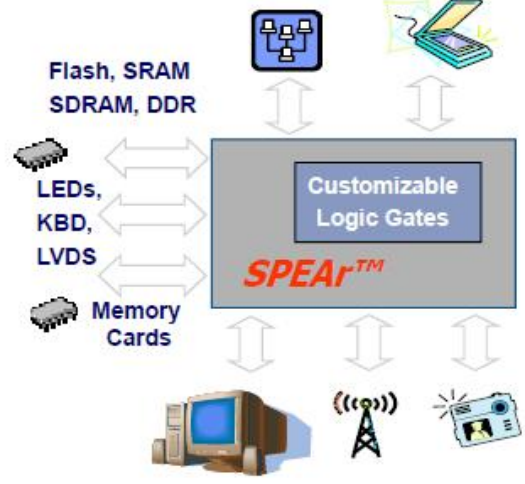 Flash, SRAM
SDRAM, DDR
LEDs,
KBD,
LVDS
Memory
Cards
Customizable
Logic Gates
SPEAr™